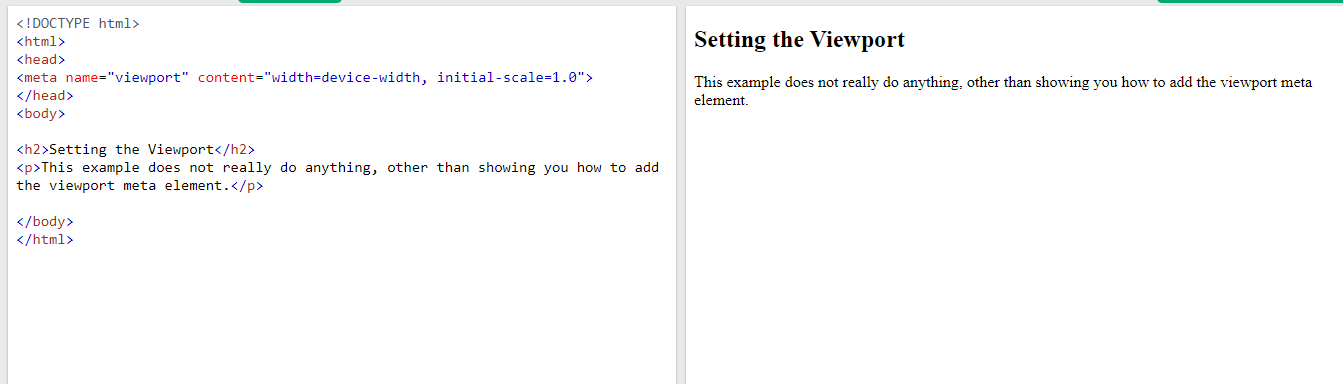 <!DOCTYPE html>
<html>
<head>
<meta name="viewport" content="width=device-width, initial-scale=1.0">
</head>
<body>
<h2>Setting the Viewport</h2>
<p>This example does not really do anything, other than showing you how to add
the viewport meta element.</p>
</body>
</html>
Setting the Viewport
This example does not really do anything, other than showing you how to add the viewport meta
element.